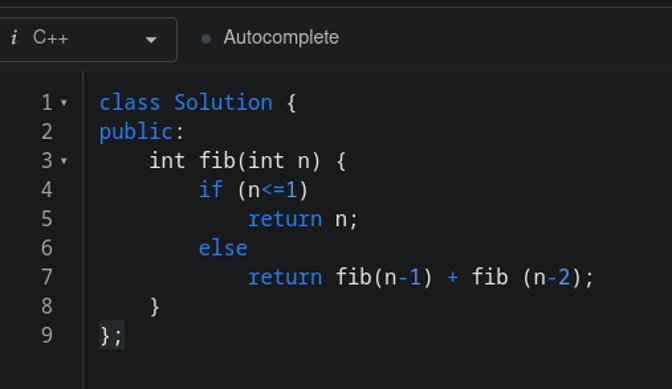 i C++ Autocomplete
1 class Solution {
2 public:
3     int fib(int n) {
4         if (n<=1)
5             return n;
6         else
7             return fib(n-1) + fib (n-2);
8     }
9 };